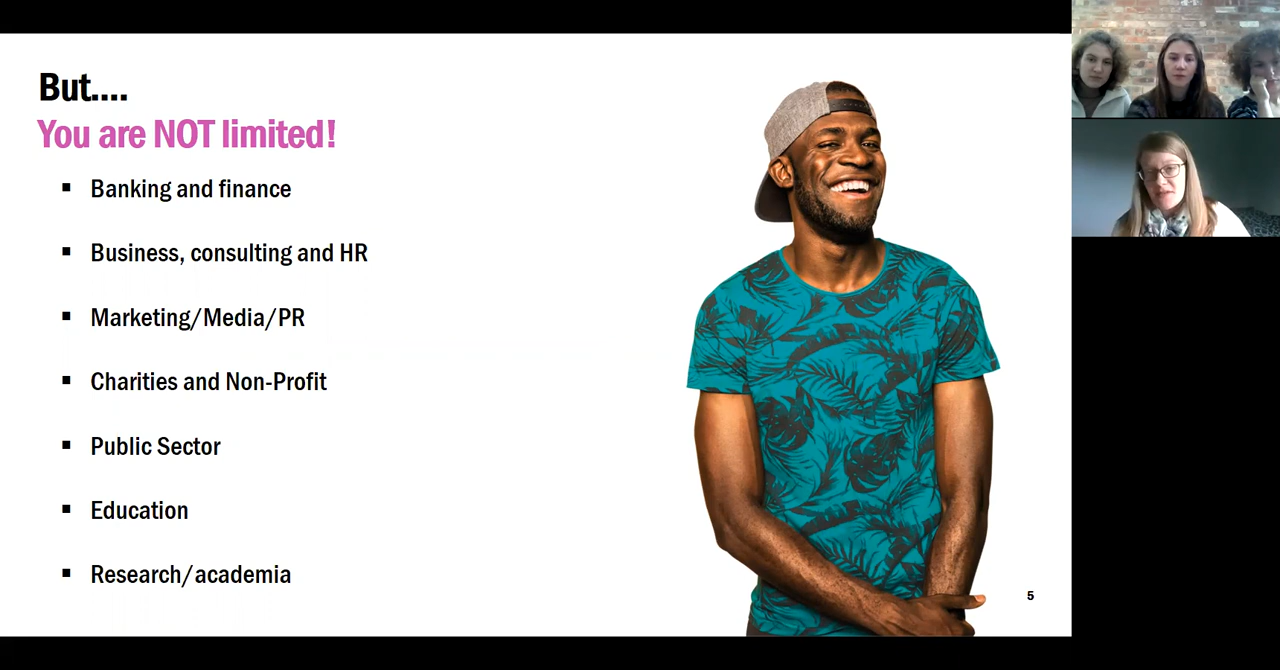 But....
You are NOT limited!
▪ Banking and finance
▪ Business, consulting and HR
▪ Marketing/Media/PR
▪ Charities and Non-Profit
▪ Public Sector
▪ Education
▪ Research/academia
5